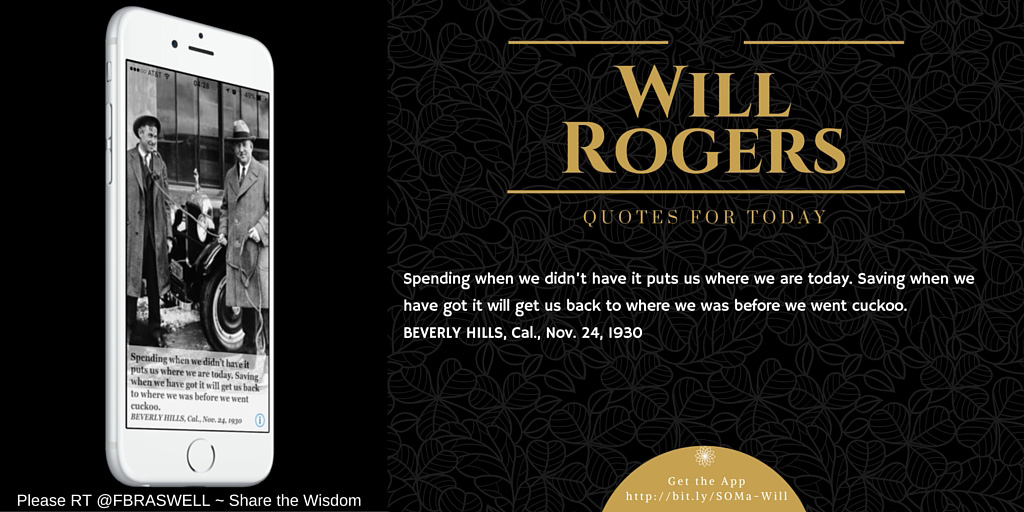 AT&T
04:26
49%
Spending when we didn't have it
puts us where we are today. Saving
when we have got it will get us back
to where we was before we went
cuckoo.
BEVERLY HILLS, Cal., Nov. 24, 1930
Please RT @FBRASWELL ~ Share the Wisdom
WILL
ROGERS
QUOTES FOR TODAY
Spending when we didn't have it puts us where we are today. Saving when we
have got it will get us back to where we was before we went cuckoo.
BEVERLY HILLS, Cal., Nov. 24, 1930
Get the App
http://bit.ly/SOMa-Will